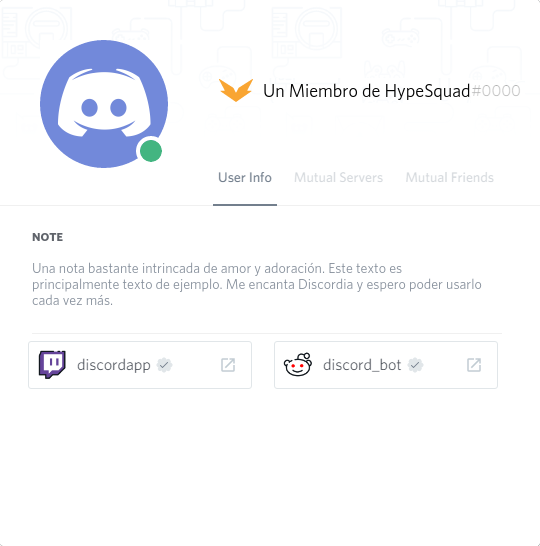 Un Miembro de HypeSquad#0000
User Info Mutual Servers Mutual Friends
NOTE
Una nota bastante intrincada de amor y adoración. Este texto es
principalmente texto de ejemplo. Me encanta Discordia y espero poder usarlo
cada vez más.
discordapp discord_bot